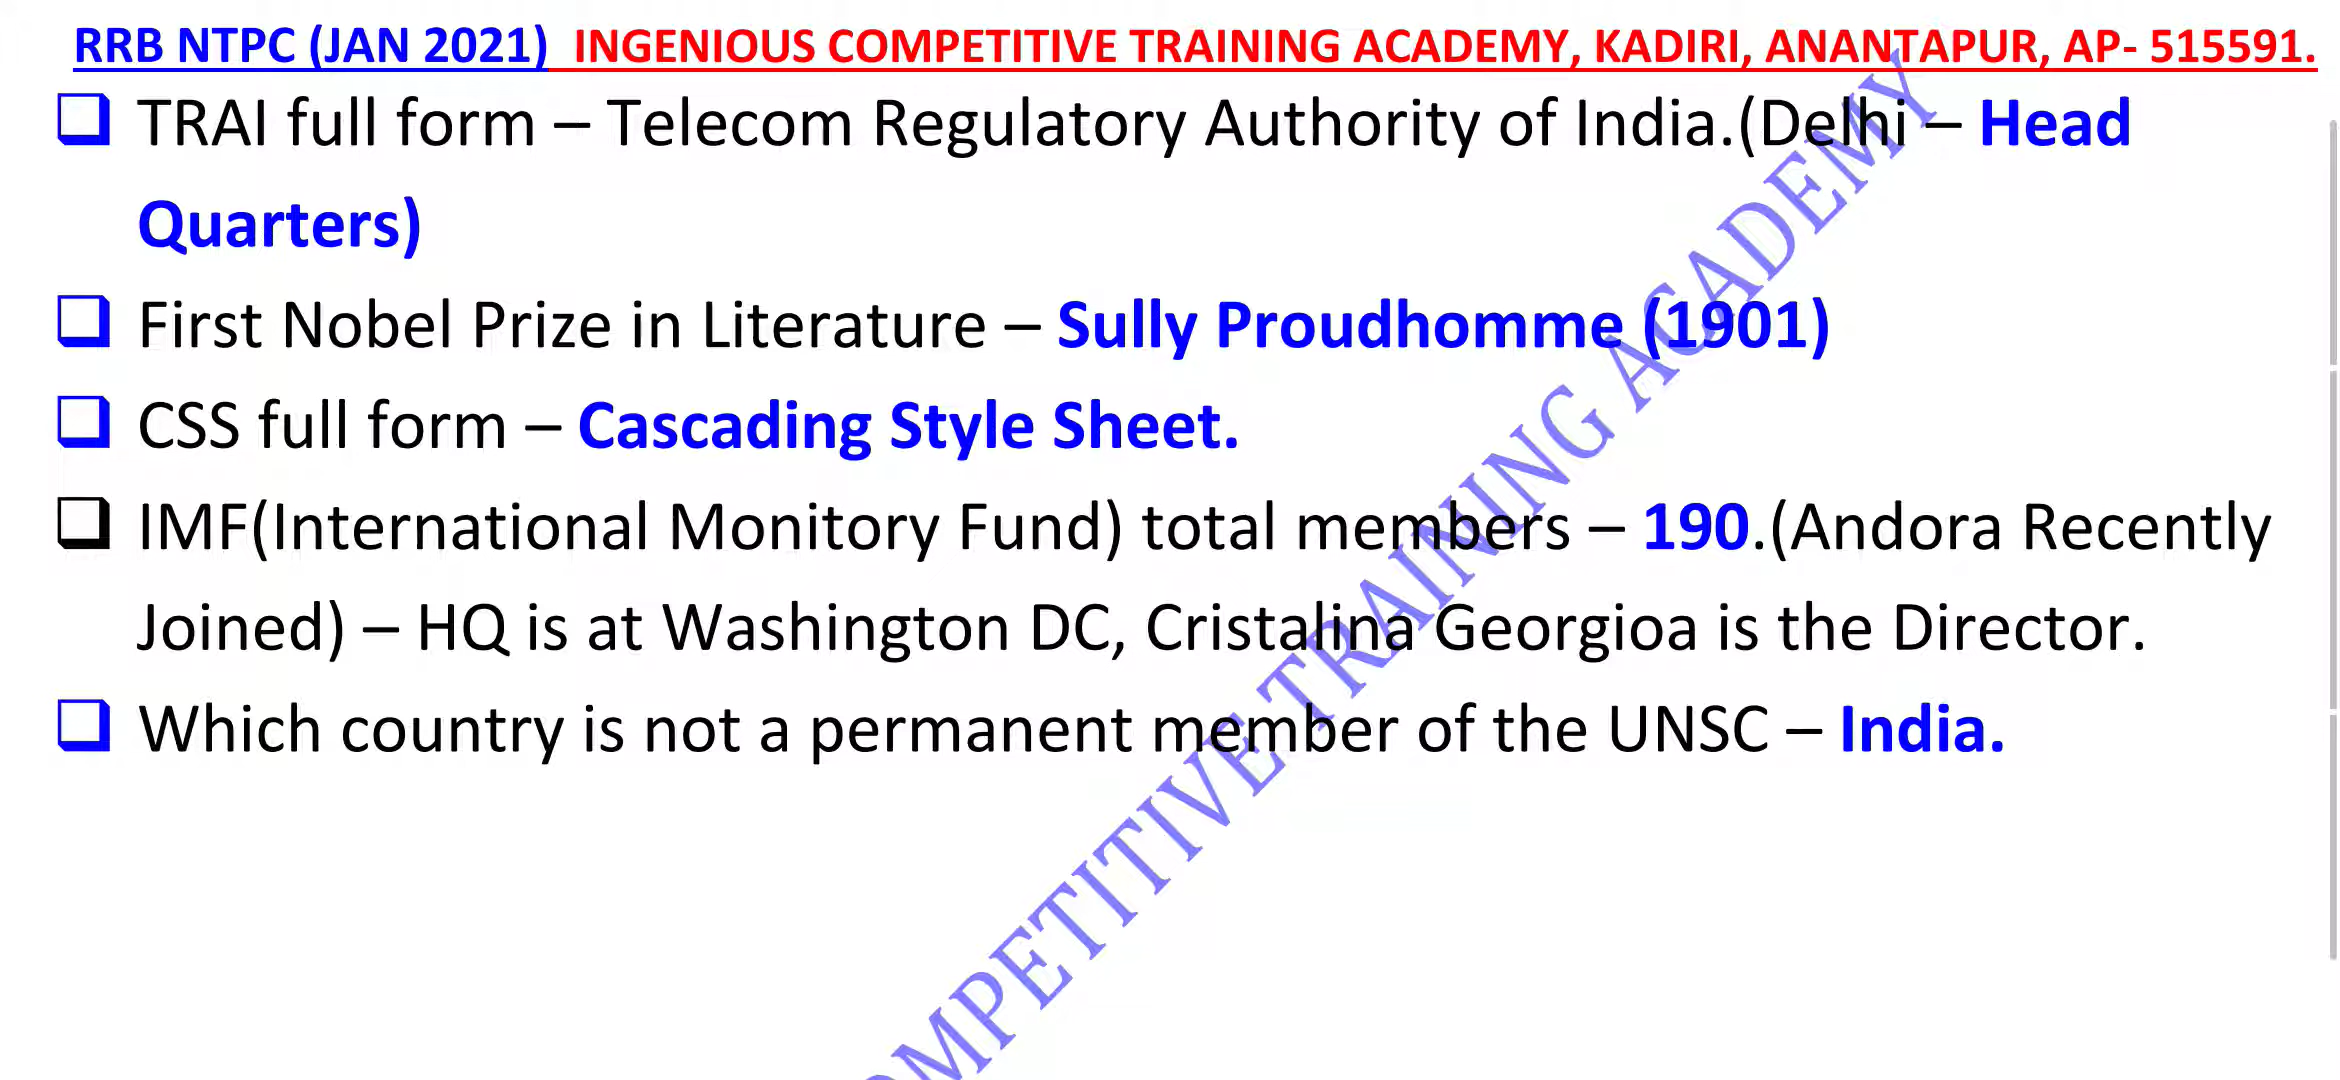 RRB NTPC (JAN 2021) INGENIOUS COMPETITIVE TRAINING ACADEMY, KADIRI, ANANTAPUR, AP- 515591.
TRAI full form – Telecom Regulatory Authority of India.(Delhi – Head
Quarters)
First Nobel Prize in Literature – Sully Proudhomme (1901)
CSS full form – Cascading Style Sheet.
IMF(International Monitory Fund) total members – 190.(Andora Recently
Joined) – HQ is at Washington DC, Cristalina Georgioa is the Director.
Which country is not a permanent member of the UNSC – India.
OMPETITIVE TRAINING ACADEMY